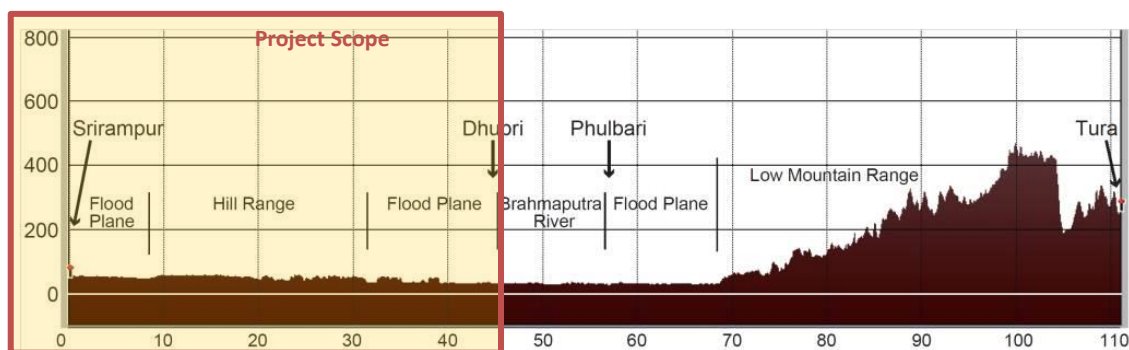 Project Scope
800
600
400
200
0
Srirampur
Dhubri
Phulbari
Tura
Flood
Plane
Hill Range
Flood Plane
Brahmaputra
River
Flood Plane
Low Mountain Range
0 10 20 30 40 50 60 70 80 90 100 110